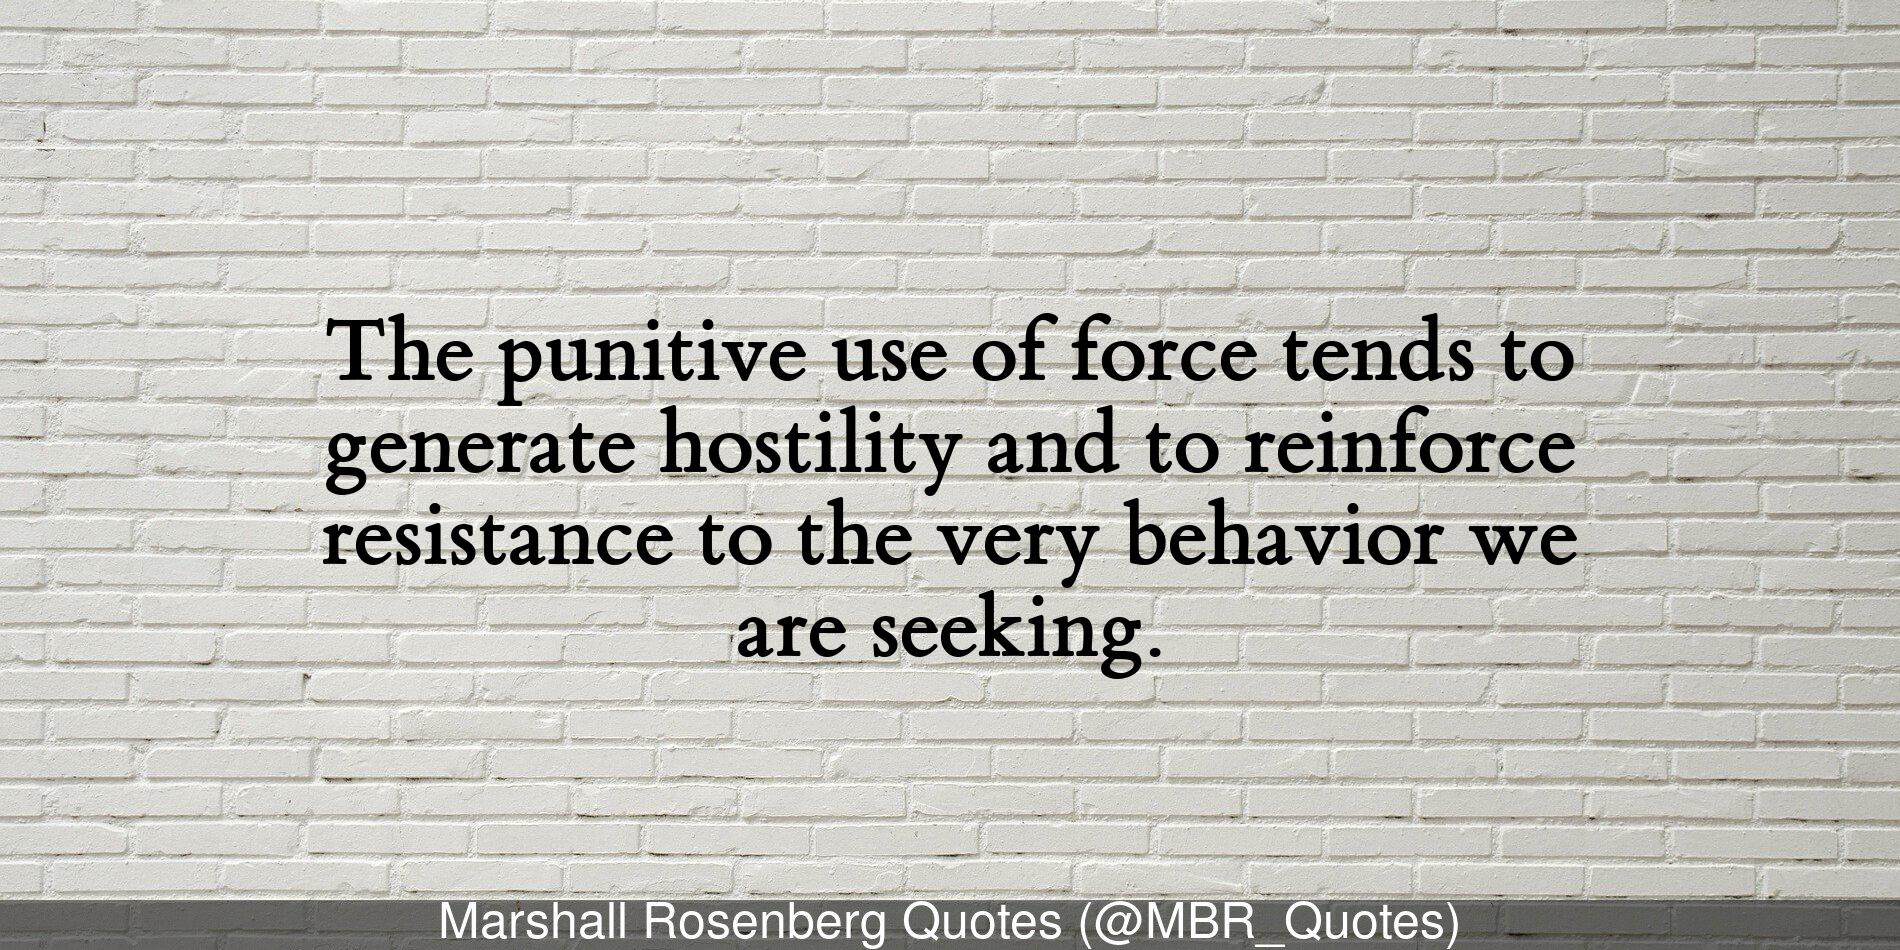 The punitive use of force tends to
generate hostility and to reinforce
resistance to the very behavior we
are seeking.
Marshall Rosenberg Quotes (@MBR_Quotes)